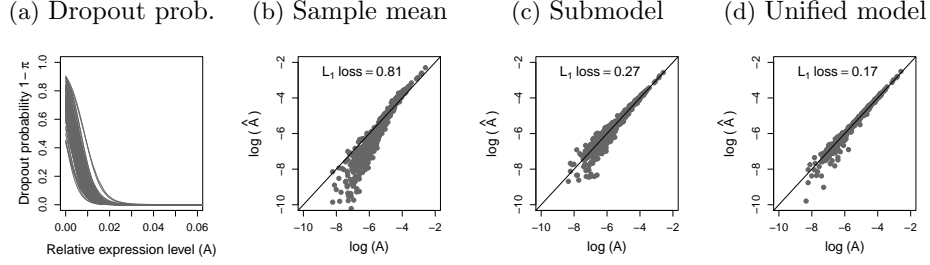 (a) Dropout prob.
(b) Sample mean
(c) Submodel
(d) Unified model
Dropout probability 1 − π
1.0
0.8
0.6
0.4
0.2
0.0
0.00 0.02 0.04 0.06
Relative expression level (A)
L1 loss = 0.81
log ( Â )
−2
−4
−6
−8
−10
−10 −8 −6 −4 −2
log (A)
L1 loss = 0.27
log ( Â )
−2
−4
−6
−8
−10
−10 −8 −6 −4 −2
log (A)
L1 loss = 0.17
log ( Â )
−2
−4
−6
−8
−10
−10 −8 −6 −4 −2
log (A)